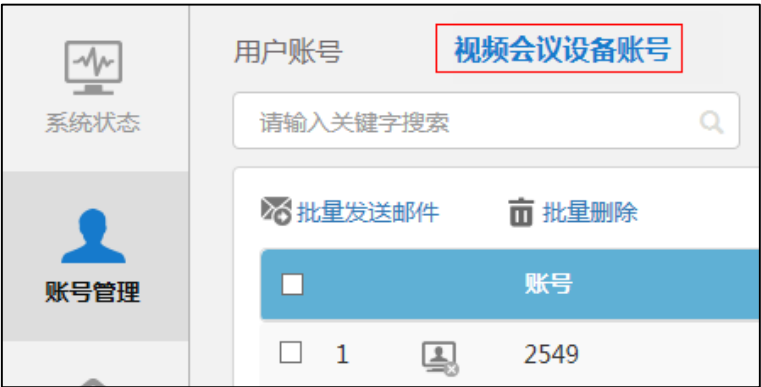 用户账号 视频会议设备账号
系统状态
请输入关键字搜索
批量发送邮件 批量删除
账号管理
账号
1 2549